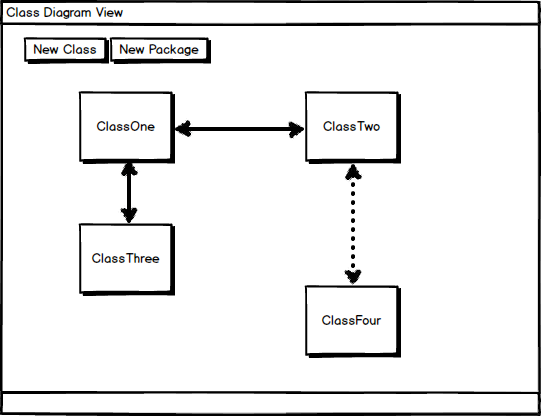 Class Diagram View
New Class New Package
ClassOne ClassTwo
ClassThree
ClassFour